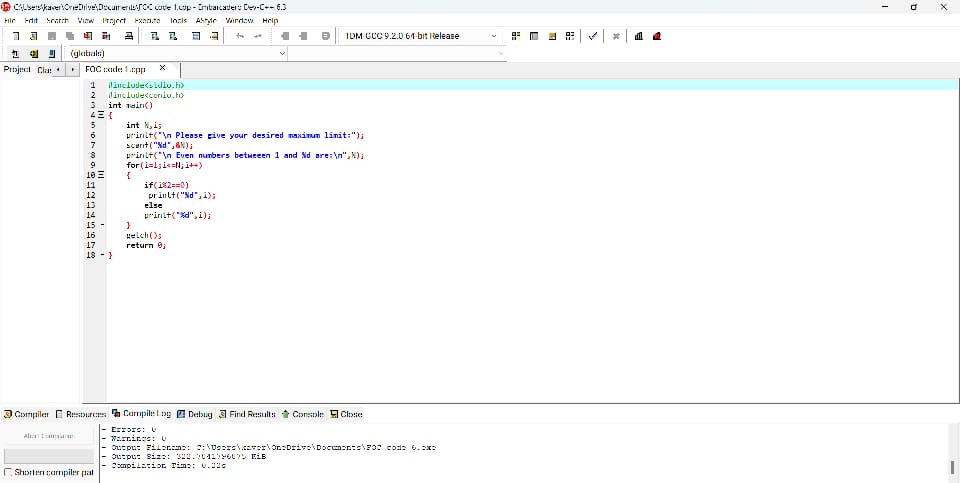 C:\Users\kaver\OneDrive\Documents\FOC code 1.cpp - Embarcadero Dev-C++ 6.3
File Edit Search View Project Execute Tools AStyle Window Help
TDM-GCC 9.2.0 64-bit Release
(globals)
Project Clas FOC code 1.cpp
1 #include<stdio.h>
2 #include<conio.h>
3 int main()
4 {
5 int N,i;
6 printf("\n Please give your desired maximum limit:");
7 scanf("%d",&N);
8 printf("\n Even numbers betweeen 1 and %d are:\n",N);
9 for(i=1;i<=N;i++)
10 {
11 if(i%2==0)
12 printf("%d",i);
13 else
14 printf("%d",i);
15 }
16 getch();
17 return 0;
18 }
Compiler Resources Compile Log Debug Find Results Console Close
Abort Compilation
Shorten compiler pat
- Errors: 0
- Warnings: 0
- Output Filename: C:\Users\kaver\OneDrive\Documents\FOC code 6.exe
- Output Size: 322.7041796875 KiB
- Compilation Time: 0.22s